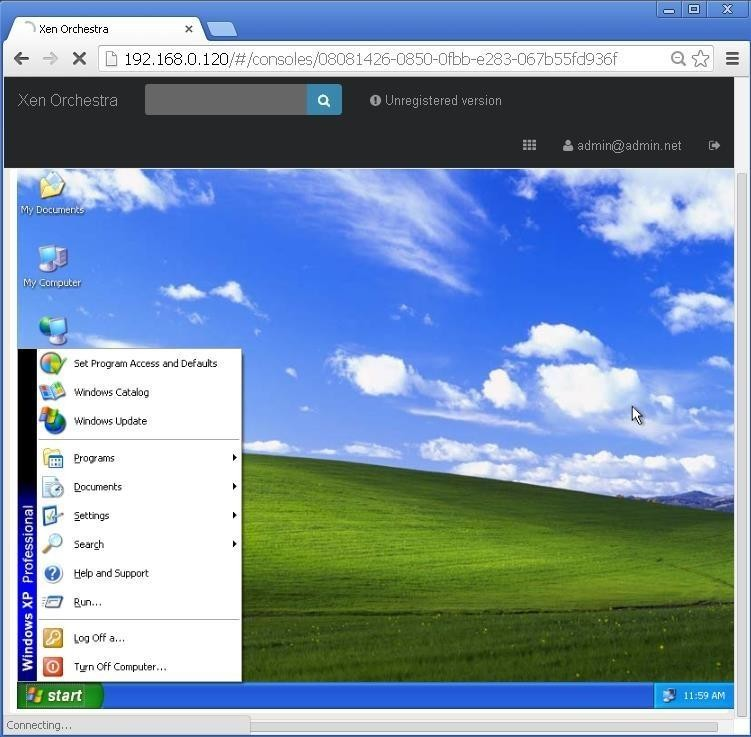 Xen Orchestra
192.168.0.120/#/consoles/08081426-0850-0fbb-e283-067b55fd936f
Xen Orchestra
Unregistered version
admin@admin.net
My Documents
My Computer
Set Program Access and Defaults
Windows Catalog
Windows Update
Programs
Documents
Settings
Search
Help and Support
Run...
Log Off a...
Turn Off Computer...
Windows XP Professional
start
11:59 AM
Connecting...